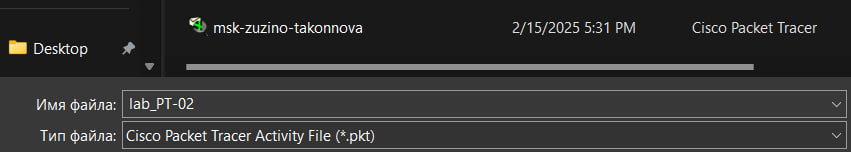 msk-zuzino-takonnova 2/15/2025 5:31 PM Cisco Packet Tracer
Desktop
Имя файла: lab_PT-02
Тип файла: Cisco Packet Tracer Activity File (*.pkt)